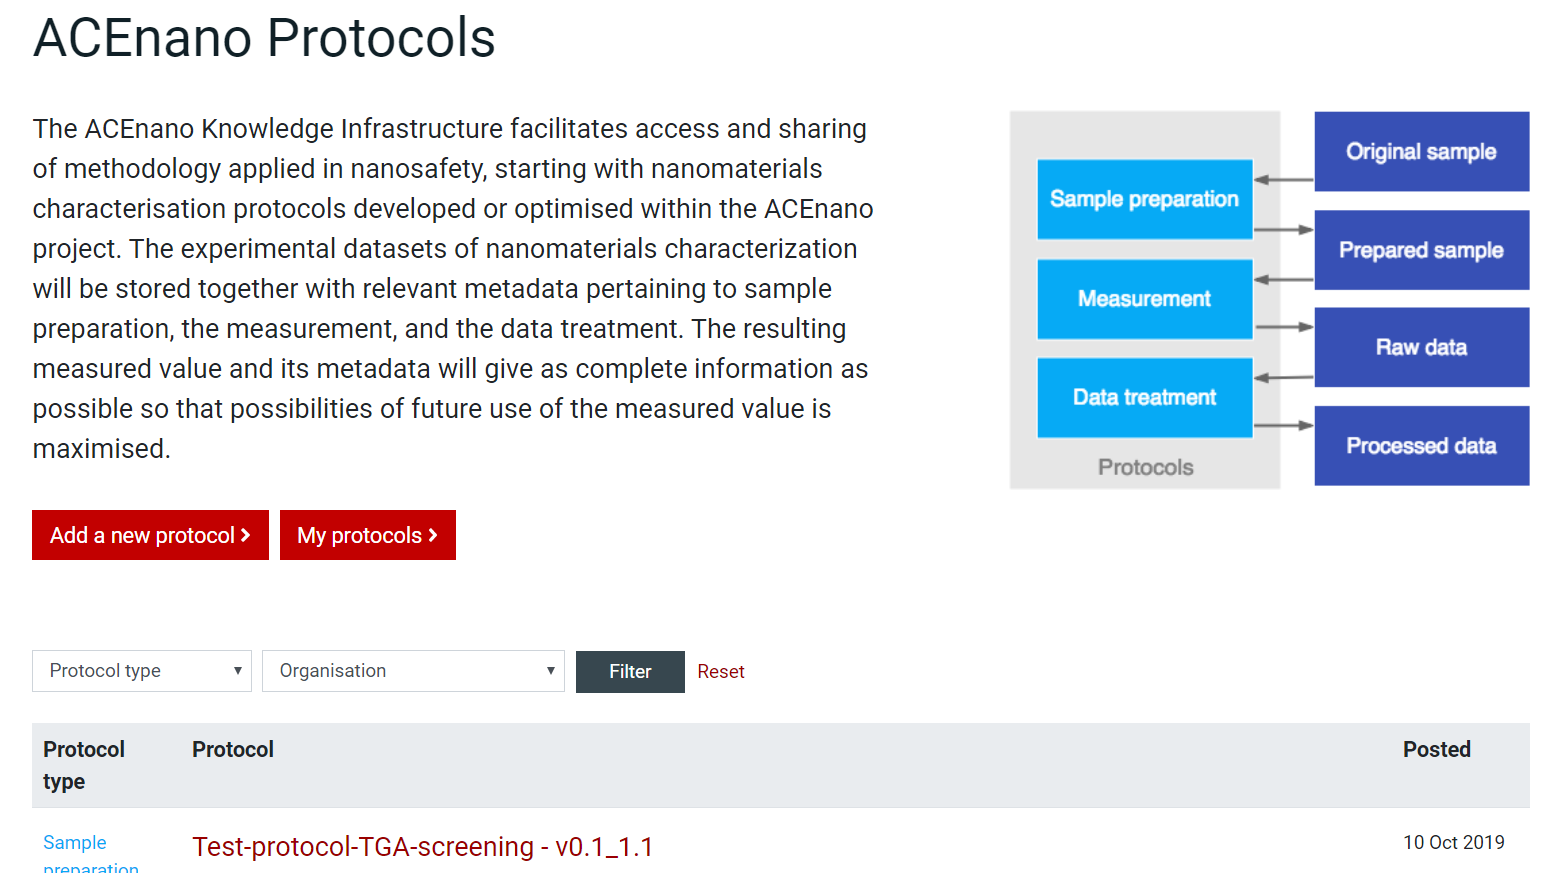 ACEnano Protocols
The ACEnano Knowledge Infrastructure facilitates access and sharing
of methodology applied in nanosafety, starting with nanomaterials
characterisation protocols developed or optimised within the ACEnano
project. The experimental datasets of nanomaterials characterization
will be stored together with relevant metadata pertaining to sample
preparation, the measurement, and the data treatment. The resulting
measured value and its metadata will give as complete information as
possible so that possibilities of future use of the measured value is
maximised.
Original sample
Sample preparation
Prepared sample
Measurement
Raw data
Data treatment
Processed data
Protocols
Add a new protocol
My protocols
Protocol type
Organisation
Filter
Reset
Protocol
type
Protocol
Posted
Sample
preparation
Test-protocol-TGA-screening - v0.1_1.1
10 Oct 2019